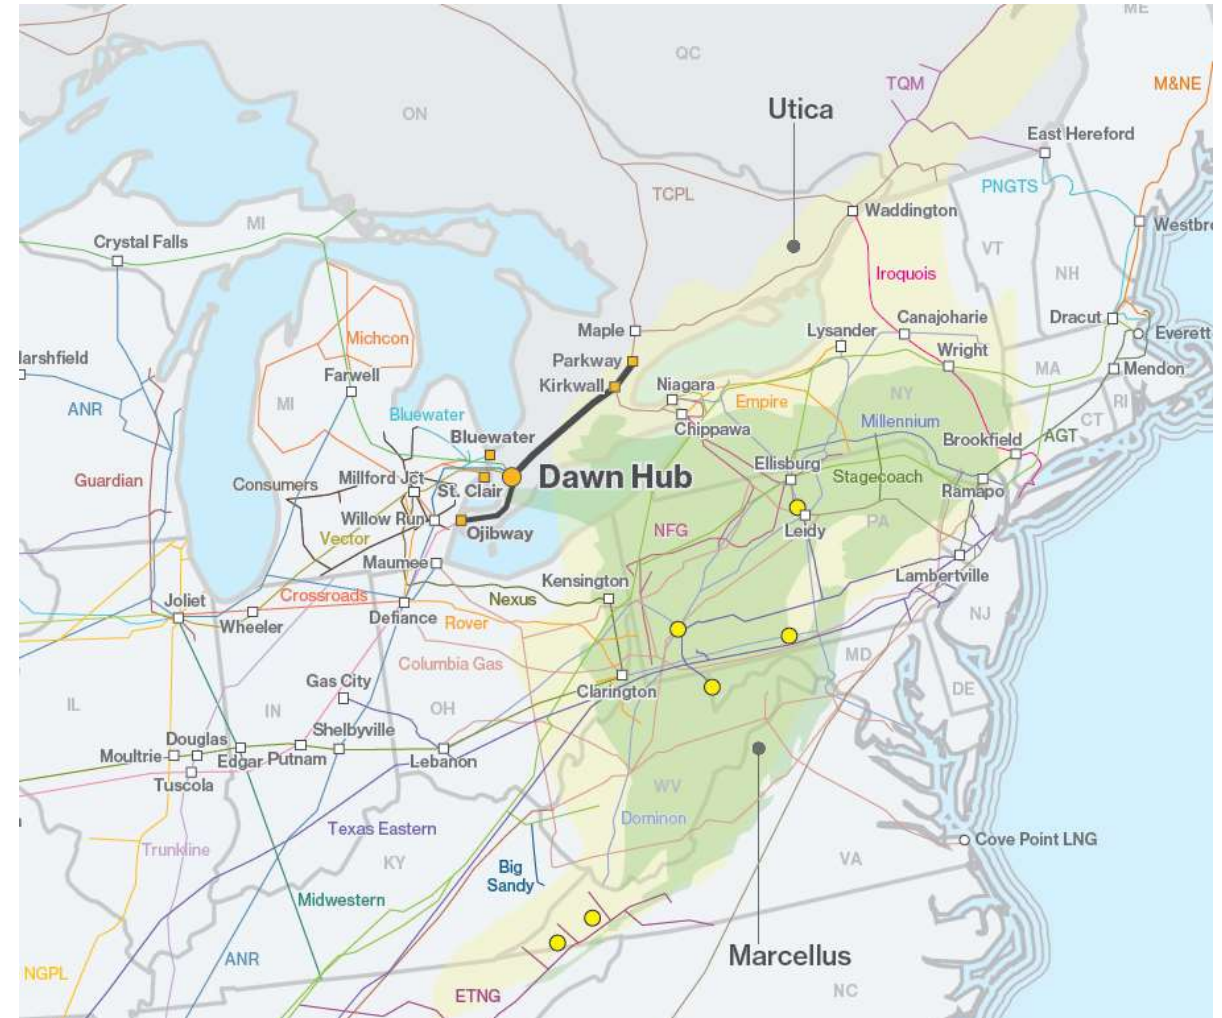 ME
QC
TQM
M&NE
Utica
ON
East Hereford
TCPL
PNGTS
Waddington
MI
Westbr
Crystal Falls
VT
Iroquois
NH
Canajoharie
Dracut
Maple
Lysander
Everett
Michcon
Wright
arshfield
Parkway
MA
Mendon
Farwell
Kirkwall
Niagara
NY
RI
MI
ANR
Bluewater
Empire
CT
Chippawa
Millennium
Bluewater
Brookfield
AGT
Ellisburg
Guardian
Consumers
Millford Jct
St. Clair
Dawn Hub
Stagecoach
Ramapo
Willow Run
Ojibway
NFG
Leidy
PA
Vector
Maumee
Kensington
Lambertville
Joliet
Crossroads
Nexus
Wheeler
Defiance
Rover
NJ
Columbia Gas
MD
Gas City
Clarington
DE
IL
IN
OH
Shelbyville
Douglas
Moultrie
Edgar
Putnam
Lebanon
Tuscola
WV
Texas Eastern
Dominon
Cove Point LNG
Trunkline
KY
Big
Sandy
VA
Midwestern
Marcellus
ANR
NGPL
ETNG
NC